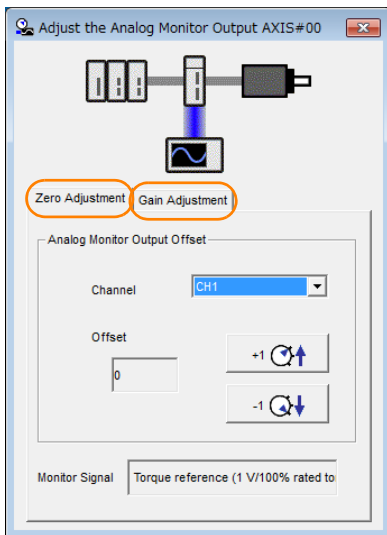 Adjust the Analog Monitor Output AXIS#00
Zero Adjustment Gain Adjustment
Analog Monitor Output Offset
Channel CH1
Offset
0
+1
-1
Monitor Signal Torque reference (1 V/100% rated to